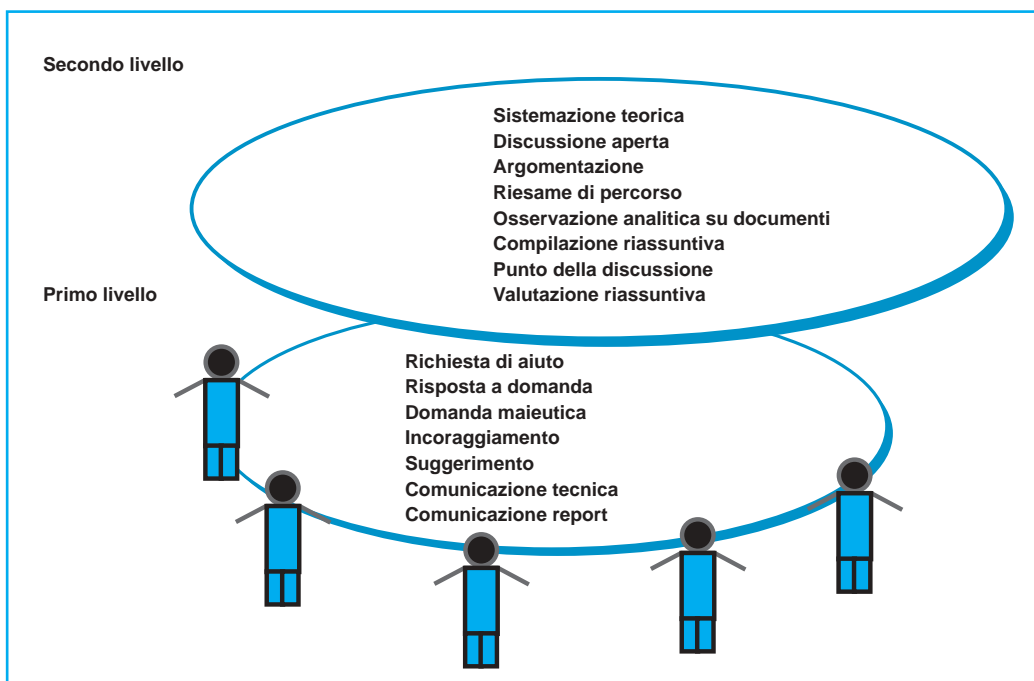 Secondo livello
Sistemazione teorica
Discussione aperta
Argomentazione
Riesame di percorso
Osservazione analitica su documenti
Compilazione riassuntiva
Punto della discussione
Valutazione riassuntiva
Primo livello
Richiesta di aiuto
Risposta a domanda
Domanda maieutica
Incoraggiamento
Suggerimento
Comunicazione tecnica
Comunicazione report